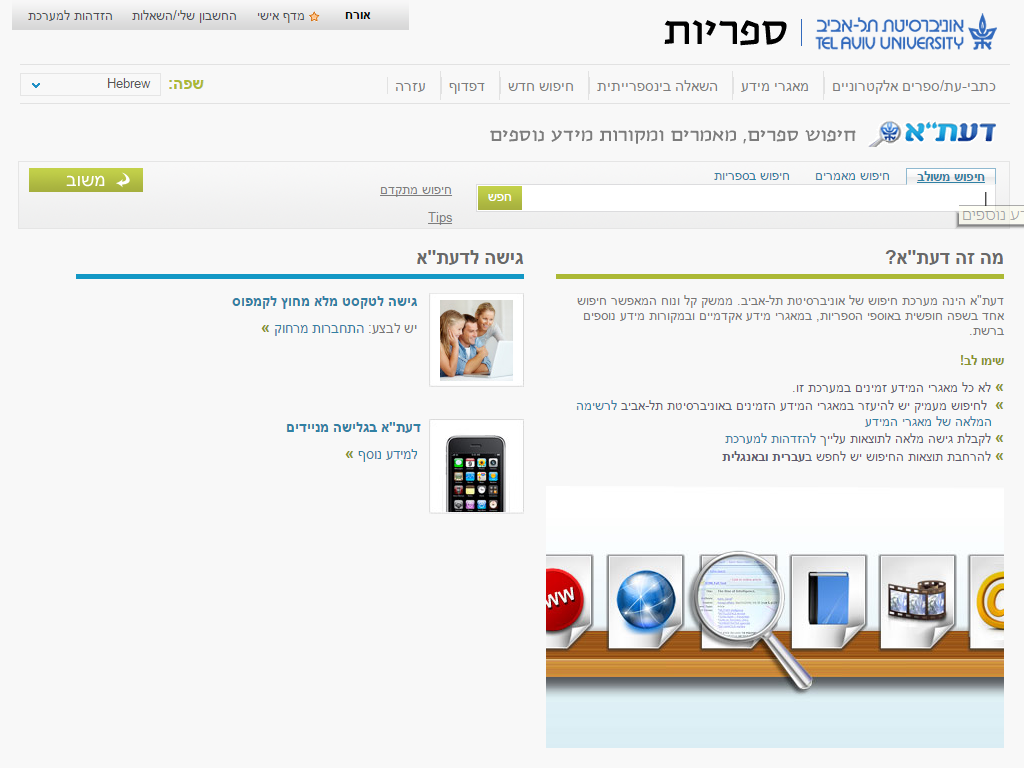 אורח
מדף אישי
החשבון שלי/השאלות
הזדהות למערכת
אוניברסיטת תל-אביב
TEL AVIV UNIVERSITY
ספריות
כתבי-עת/ספרים אלקטרוניים
מאגרי מידע
השאלה בינספרייתית
חיפוש חדש
דפדוף
עזרה
שפה:
Hebrew
דעת"א
חיפוש ספרים, מאמרים ומקורות מידע נוספים
חיפוש משולב
חיפוש מאמרים
חיפוש בספריות
חפש
חיפוש מתקדם
Tips
משוב
דע נוספים
מה זה דעת"א?
דעת"א הינה מערכת חיפוש של אוניברסיטת תל-אביב. ממשק קל ונוח המאפשר חיפוש
אחד בשפה חופשית באוספי הספריות, במאגרי מידע אקדמיים ובמקורות מידע נוספים
ברשת.
שימו לב!
» לא כל מאגרי המידע זמינים במערכת זו.
» לחיפוש מעמיק יש להיעזר במאגרי המידע הזמינים באוניברסיטת תל-אביב לרשימה
המלאה של מאגרי המידע
» לקבלת גישה מלאה לתוצאות עלייך להזדהות למערכת
» להרחבת תוצאות החיפוש יש לחפש בעברית ובאנגלית
גישה לדעת"א
גישה לטקסט מלא מחוץ לקמפוס
יש לבצע: התחברות מרחוק »
דעת"א בגלישה מניידים
למידע נוסף »
WW
@